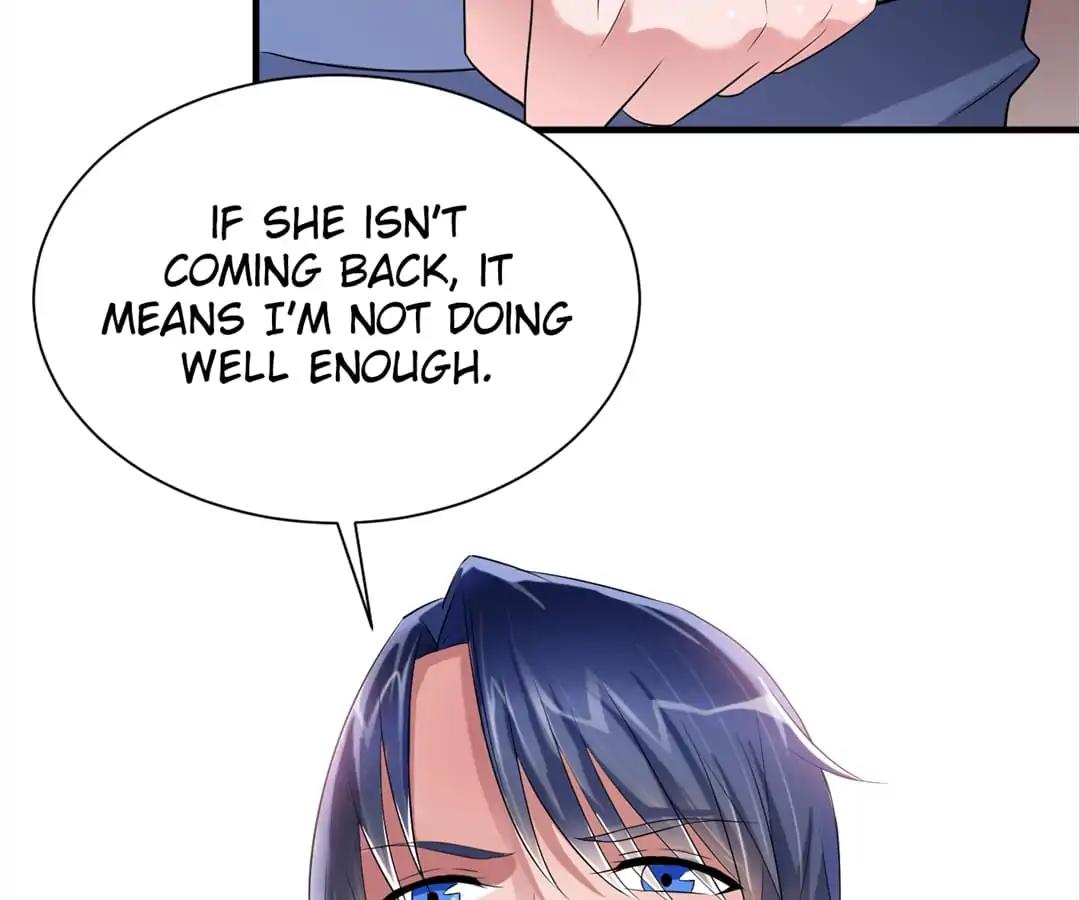 IF SHE ISN'T
COMING BACK, IT
MEANS I'M NOT DOING
WELL ENOUGH.